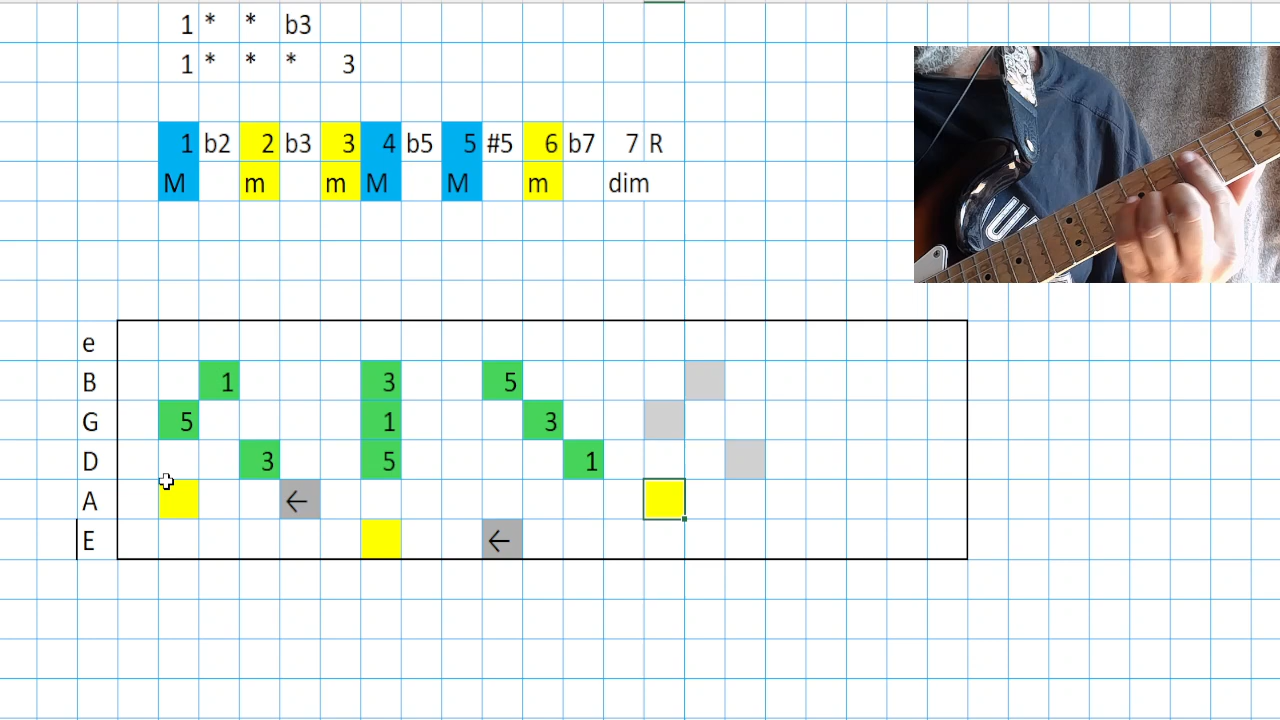 1 * * b3
1 * * * 3
1 b2 2 b3 3 4 b5 5 #5 6 b7 7 R
M m m M M m dim
e
B 1 3 5
G 5 1 3
D 3 5 1
A ←
E ←